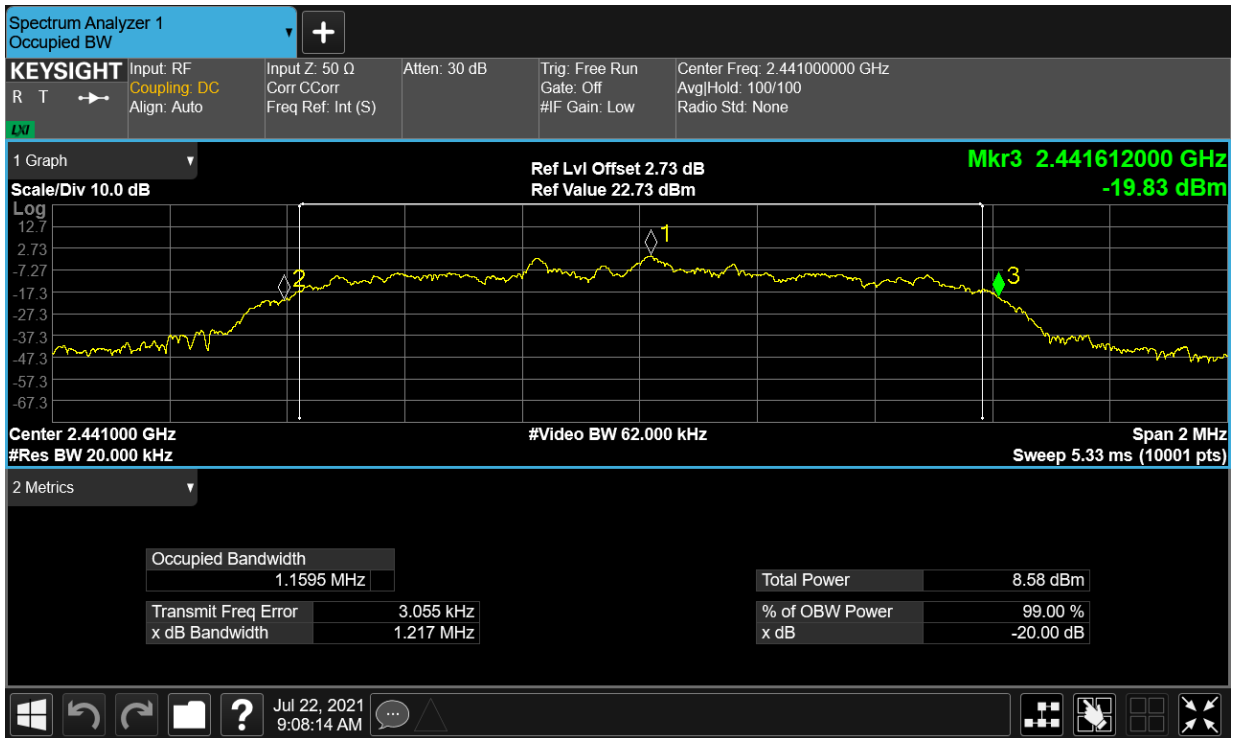 Spectrum Analyzer 1
Occupied BW
▼
+
KEYSIGHT
R T
LXI
Input: RF
Coupling: DC
Align: Auto
Input Z: 50 Ω
Corr CCorr
Freq Ref: Int (S)
Atten: 30 dB
Trig: Free Run
Gate: Off
#IF Gain: Low
Center Freq: 2.441000000 GHz
Avg|Hold: 100/100
Radio Std: None
1 Graph ▼
Scale/Div 10.0 dB
Ref Lvl Offset 2.73 dB
Ref Value 22.73 dBm
Mkr3 2.441612000 GHz
-19.83 dBm
Log
12.7
2.73
-7.27
-17.3
-27.3
-37.3
-47.3
-57.3
-67.3
1
2
3
Center 2.441000 GHz
#Video BW 62.000 kHz
Span 2 MHz
#Res BW 20.000 kHz
Sweep 5.33 ms (10001 pts)
2 Metrics ▼
Occupied Bandwidth
1.1595 MHz
Transmit Freq Error 3.055 kHz
x dB Bandwidth 1.217 MHz
Total Power 8.58 dBm
% of OBW Power 99.00 %
x dB -20.00 dB
?
Jul 22, 2021
9:08:14 AM